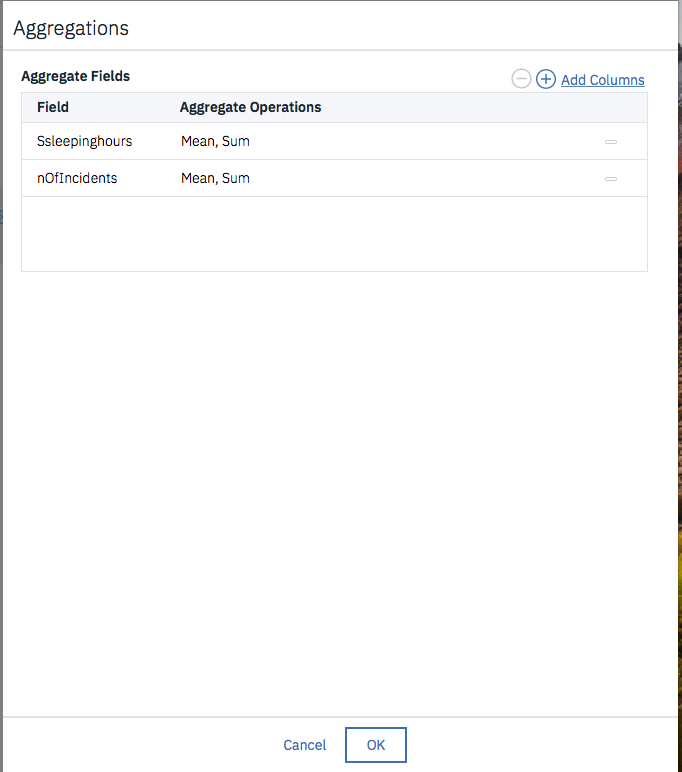 Aggregations
Aggregate Fields
Add Columns
Field Aggregate Operations
Ssleepinghours Mean, Sum
nOfIncidents Mean, Sum
Cancel OK